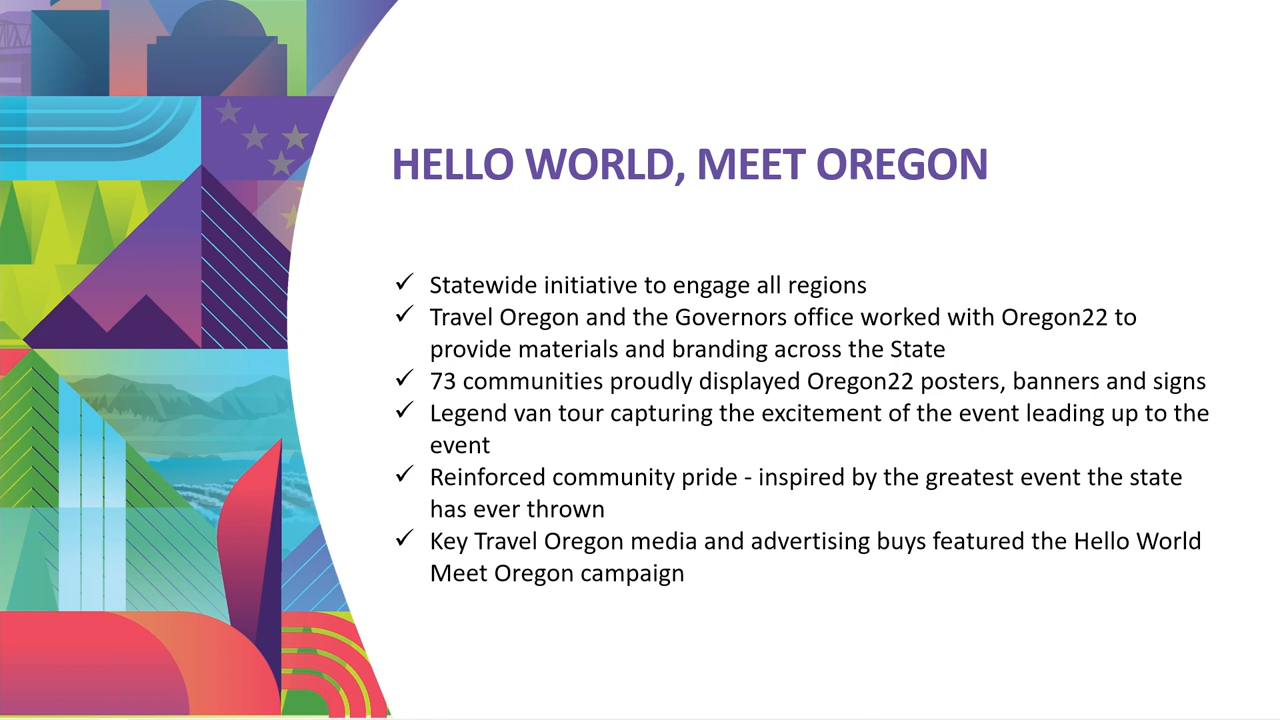 HELLO WORLD, MEET OREGON
✓ Statewide initiative to engage all regions
✓ Travel Oregon and the Governors office worked with Oregon22 to
provide materials and branding across the State
✓ 73 communities proudly displayed Oregon22 posters, banners and signs
✓ Legend van tour capturing the excitement of the event leading up to the
event
✓ Reinforced community pride - inspired by the greatest event the state
has ever thrown
✓ Key Travel Oregon media and advertising buys featured the Hello World
Meet Oregon campaign